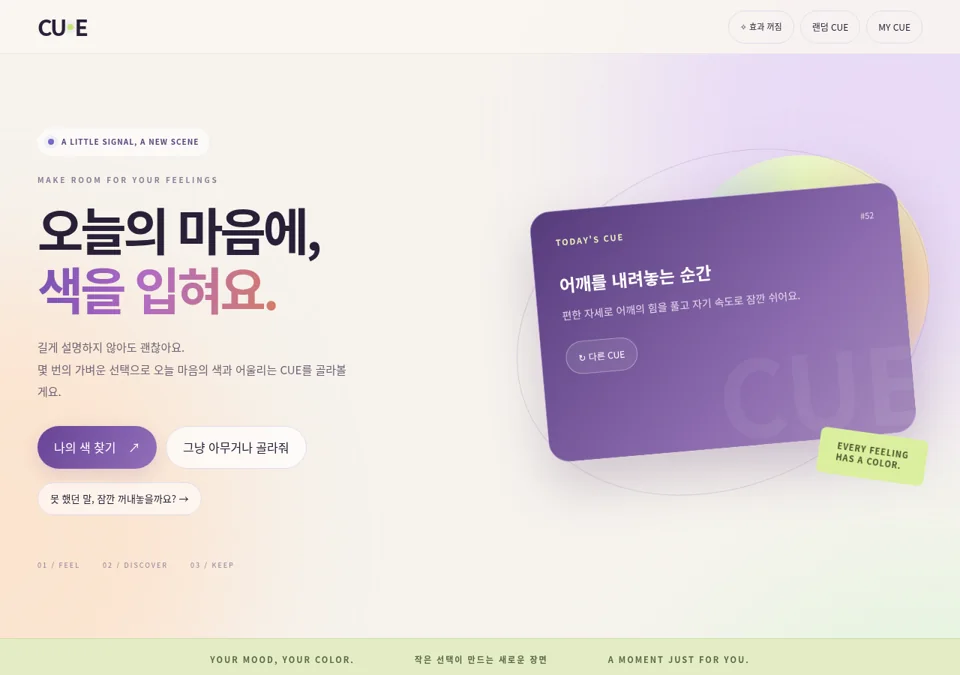 CU•E
✧ 효과 꺼짐
랜덤 CUE
MY CUE
A LITTLE SIGNAL, A NEW SCENE
MAKE ROOM FOR YOUR FEELINGS
오늘의 마음에,
색을 입혀요.
길게 설명하지 않아도 괜찮아요.
몇 번의 가벼운 선택으로 오늘 마음의 색과 어울리는 CUE를 골라볼
게요.
나의 색 찾기 ↗
그냥 아무거나 골라줘
못 했던 말, 잠깐 꺼내놓을까요? →
01 / FEEL
02 / DISCOVER
03 / KEEP
TODAY'S CUE
#52
어깨를 내려놓는 순간
편한 자세로 어깨의 힘을 풀고 자기 속도로 잠깐 쉬어요.
↻ 다른 CUE
CUE
EVERY FEELING
HAS A COLOR.
YOUR MOOD, YOUR COLOR.
작은 선택이 만드는 새로운 장면
A MOMENT JUST FOR YOU.